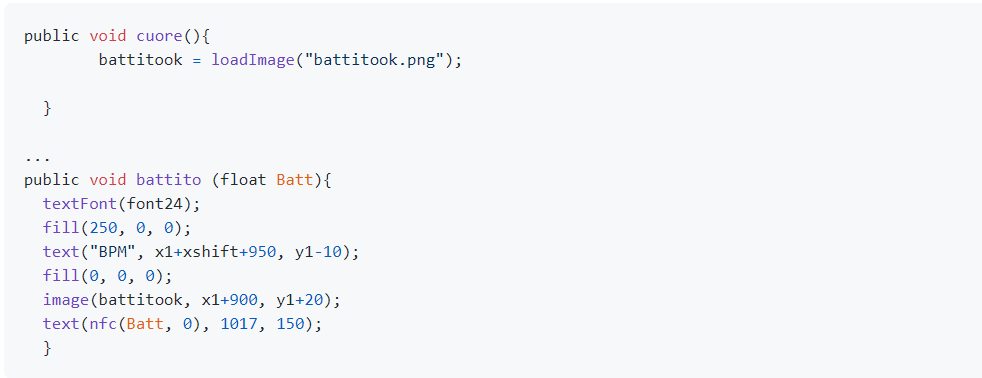 public void cuore(){
        battitook = loadImage("battitook.png");

  }

...
public void battito (float Batt){
  textFont(font24);
  fill(250, 0, 0);
  text("BPM", x1+xshift+950, y1-10);
  fill(0, 0, 0);
  image(battitook, x1+900, y1+20);
  text(nfc(Batt, 0), 1017, 150);
  }